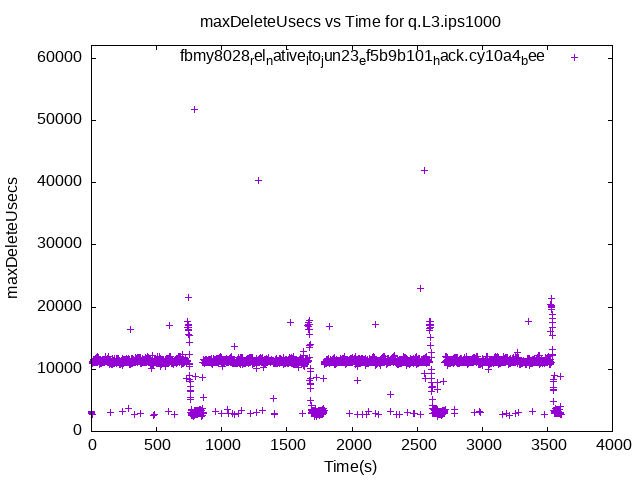 maxDeleteUsecs vs Time for q.L3.ips1000
fbmy8028relnativeltojun23ef5b9b101hack.cy10a4bee
60000
50000
40000
30000
20000
10000
0
maxDeleteUsecs
0 500 1000 1500 2000 2500 3000 3500 4000
Time(s)